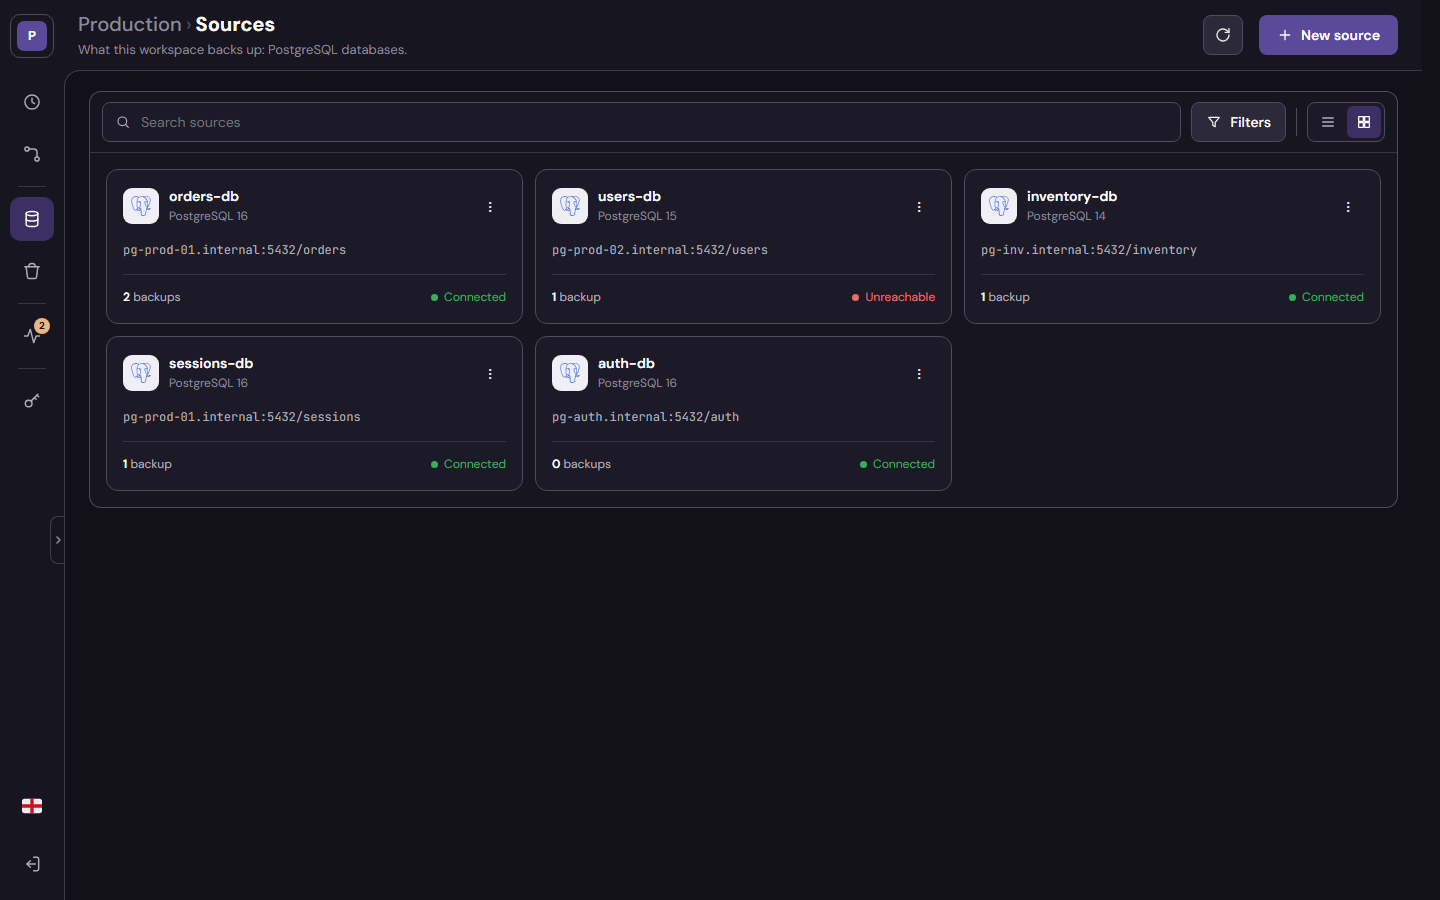 P
Production › Sources
What this workspace backs up: PostgreSQL databases.
New source
Search sources
Filters
orders-db
PostgreSQL 16
pg-prod-01.internal:5432/orders
2 backups
Connected
users-db
PostgreSQL 15
pg-prod-02.internal:5432/users
1 backup
Unreachable
inventory-db
PostgreSQL 14
pg-inv.internal:5432/inventory
1 backup
Connected
sessions-db
PostgreSQL 16
pg-prod-01.internal:5432/sessions
1 backup
Connected
auth-db
PostgreSQL 16
pg-auth.internal:5432/auth
0 backups
Connected
2